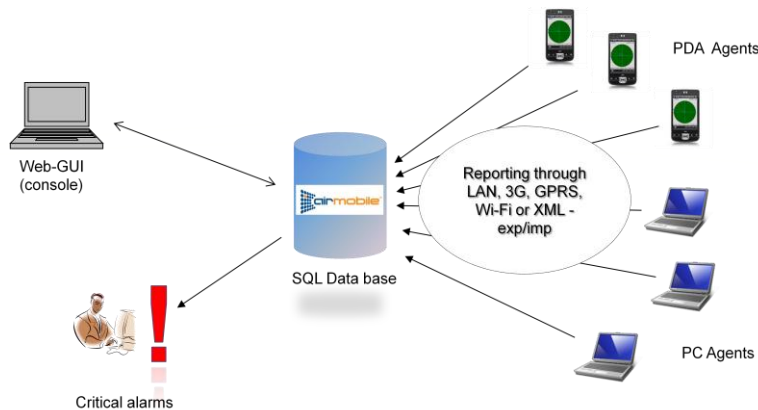 PDA Agents
Web-GUI
(console)
Reporting through
LAN, 3G, GPRS,
Wi-Fi or XML -
exp/imp
airmobile
SQL Data base
PC Agents
Critical alarms